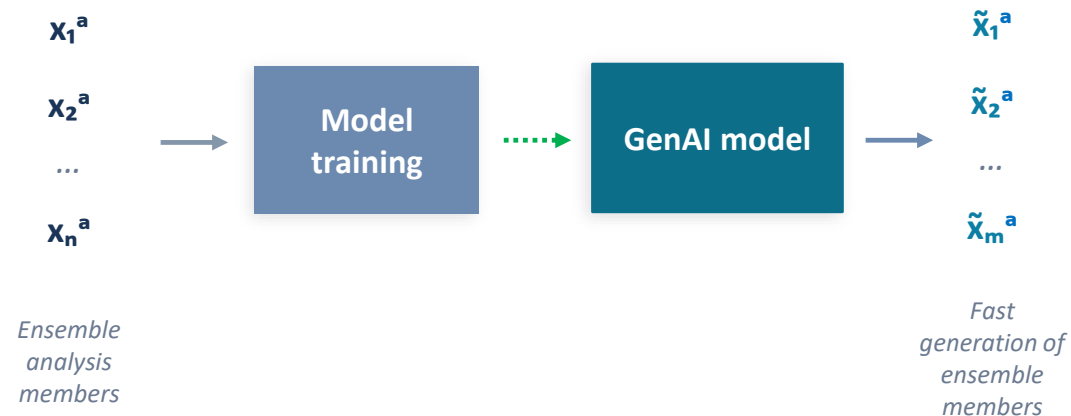 x₁ᵃ
x₂ᵃ
...
xₙᵃ
Ensemble
analysis
members
Model
training
GenAI model
x̃₁ᵃ
x̃₂ᵃ
...
x̃ₘᵃ
Fast
generation of
ensemble
members